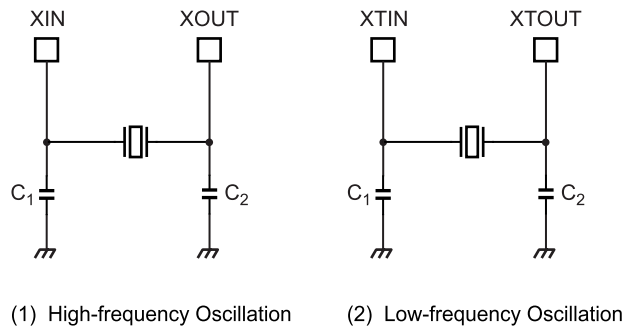 XIN XOUT XTIN XTOUT
C1 C2 C1 C2
(1) High-frequency Oscillation (2) Low-frequency Oscillation